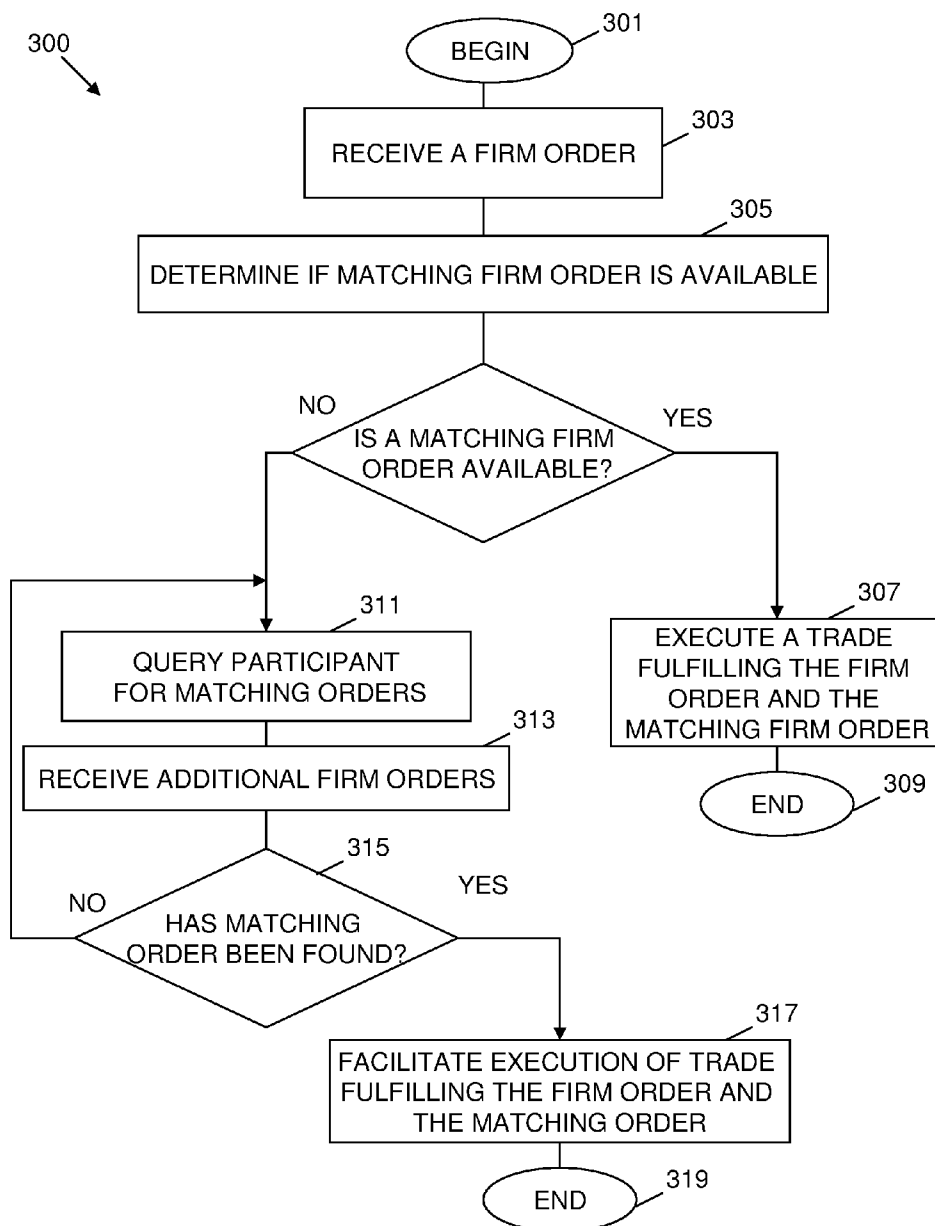 300
BEGIN
301
RECEIVE A FIRM ORDER
303
305
DETERMINE IF MATCHING FIRM ORDER IS AVAILABLE
NO
YES
IS A MATCHING FIRM
ORDER AVAILABLE?
307
EXECUTE A TRADE
FULFILLING THE FIRM
ORDER AND THE
MATCHING FIRM ORDER
END
309
311
QUERY PARTICIPANT
FOR MATCHING ORDERS
313
RECEIVE ADDITIONAL FIRM ORDERS
315
NO
YES
HAS MATCHING
ORDER BEEN FOUND?
317
FACILITATE EXECUTION OF TRADE
FULFILLING THE FIRM ORDER AND
THE MATCHING ORDER
END
319